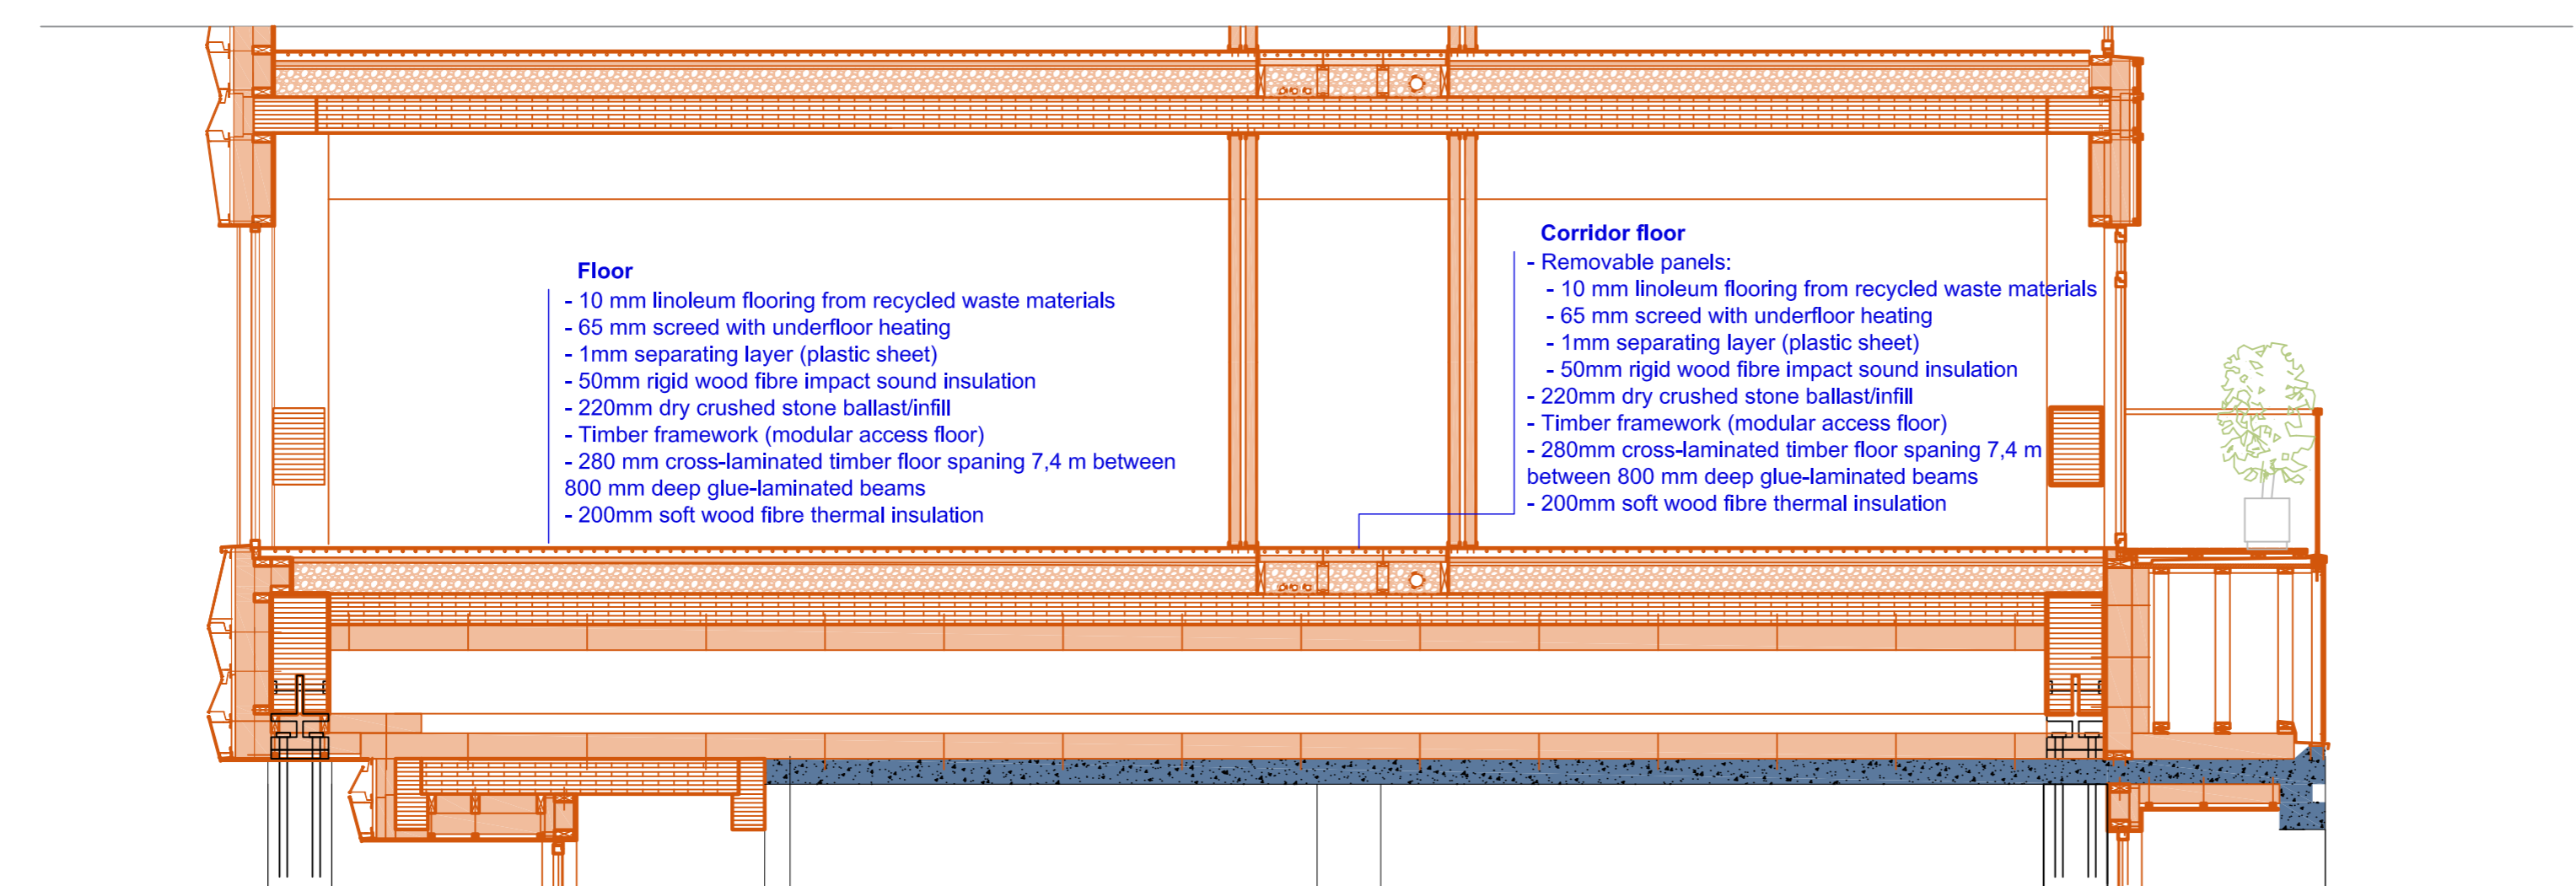 Floor
- 10 mm linoleum flooring from recycled waste materials
- 65 mm screed with underfloor heating
- 1mm separating layer (plastic sheet)
- 50mm rigid wood fibre impact sound insulation
- 220mm dry crushed stone ballast/infill
- Timber framework (modular access floor)
- 280 mm cross-laminated timber floor spaning 7,4 m between
800 mm deep glue-laminated beams
- 200mm soft wood fibre thermal insulation
Corridor floor
- Removable panels:
- 10 mm linoleum flooring from recycled waste materials
- 65 mm screed with underfloor heating
- 1mm separating layer (plastic sheet)
- 50mm rigid wood fibre impact sound insulation
- 220mm dry crushed stone ballast/infill
- Timber framework (modular access floor)
- 280mm cross-laminated timber floor spaning 7,4 m
between 800 mm deep glue-laminated beams
- 200mm soft wood fibre thermal insulation